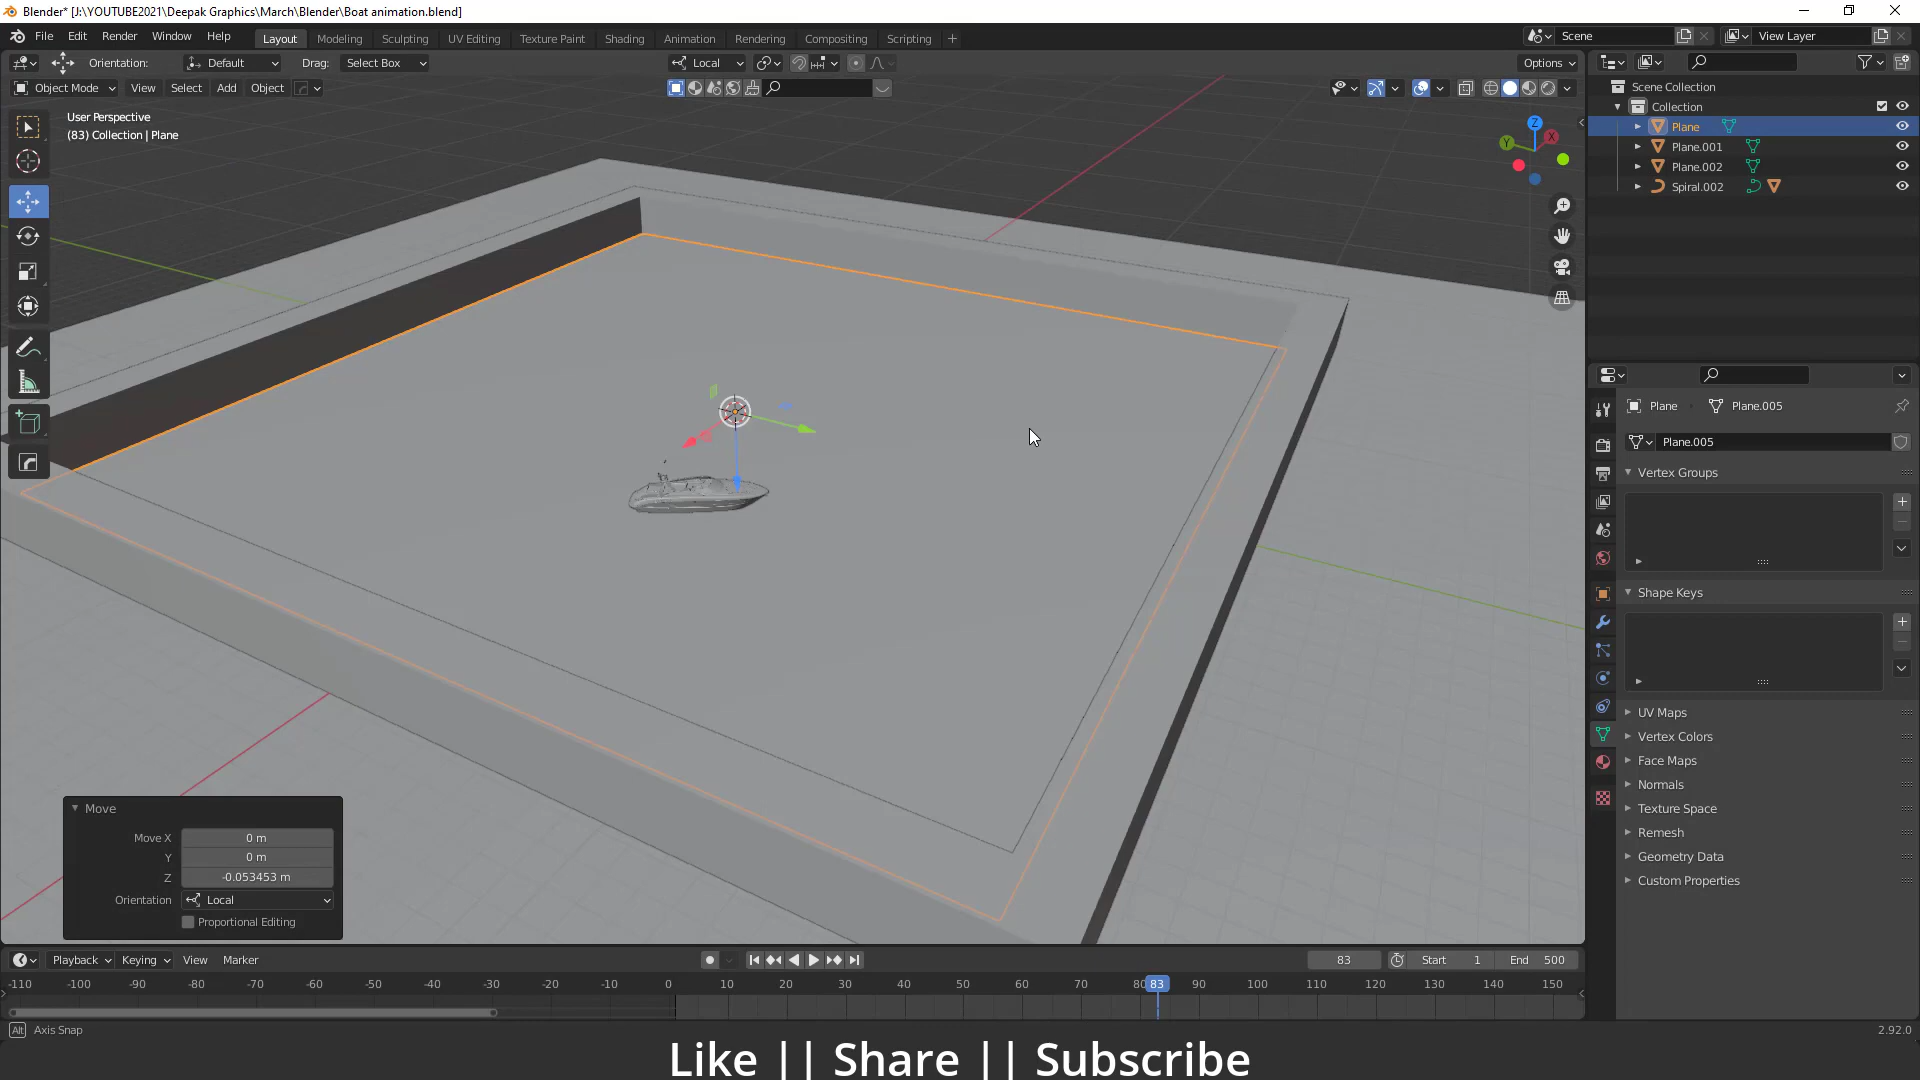 Blender* [J:\YOUTUBE2021\Deepak Graphics\March\Blender\Boat animation.blend]
File Edit Render Window Help Layout Modeling Sculpting UV Editing Texture Paint Shading Animation Rendering Compositing Scripting + Scene View Layer
Orientation: Default Drag: Select Box Local Options
Object Mode View Select Add Object
User Perspective
(83) Collection | Plane
Z
X
Y
Scene Collection
Collection
Plane
Plane.001
Plane.002
Spiral.002
Plane Plane.005
Plane.005
Vertex Groups
Shape Keys
UV Maps
Vertex Colors
Face Maps
Normals
Texture Space
Remesh
Geometry Data
Custom Properties
Move
Move X 0 m
Y 0 m
Z -0.053453 m
Orientation Local
Proportional Editing
Playback Keying View Marker 83 Start 1 End 500
-110 -100 -90 -80 -70 -60 -50 -40 -30 -20 -10 0 10 20 30 40 50 60 70 80 83 90 100 110 120 130 140 150
Alt Axis Snap 2.92.0
Like || Share || Subscribe